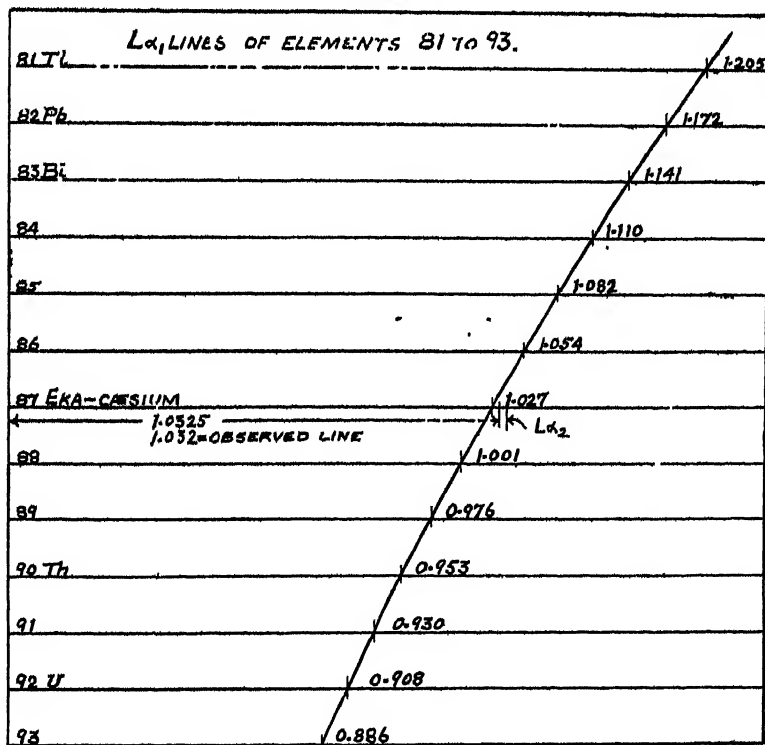 Lα₁ LINES OF ELEMENTS 81 TO 93.
81 Tl 1.205
82 Pb 1.172
83 Bi 1.141
84 1.110
85 1.082
86 1.054
87 EKA-CÆSIUM 1.027
1.0325 Lα₂
1.032=OBSERVED LINE
88 1.001
89 0.976
90 Th 0.953
91 0.930
92 U 0.908
93 0.886